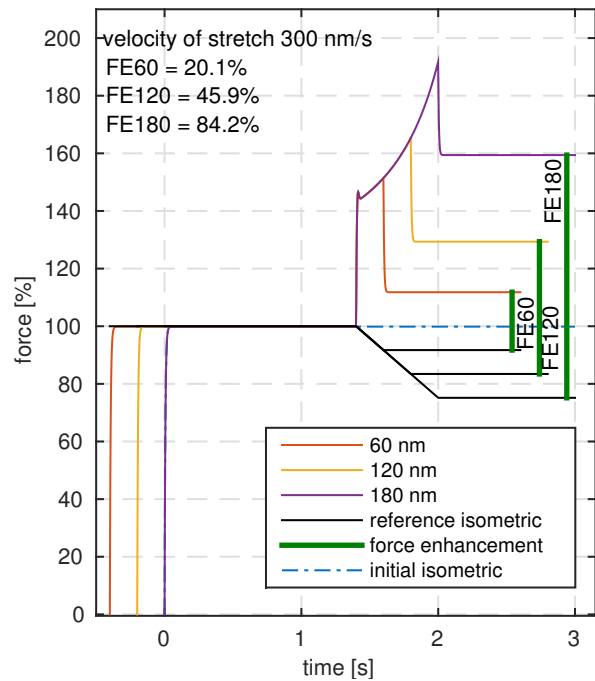 velocity of stretch 300 nm/s
FE60 = 20.1%
FE120 = 45.9%
FE180 = 84.2%
force [%]
200
180
160
140
120
100
80
60
40
20
0
FE60
FE120
FE180
60 nm
120 nm
180 nm
reference isometric
force enhancement
initial isometric
0 1 2 3
time [s]